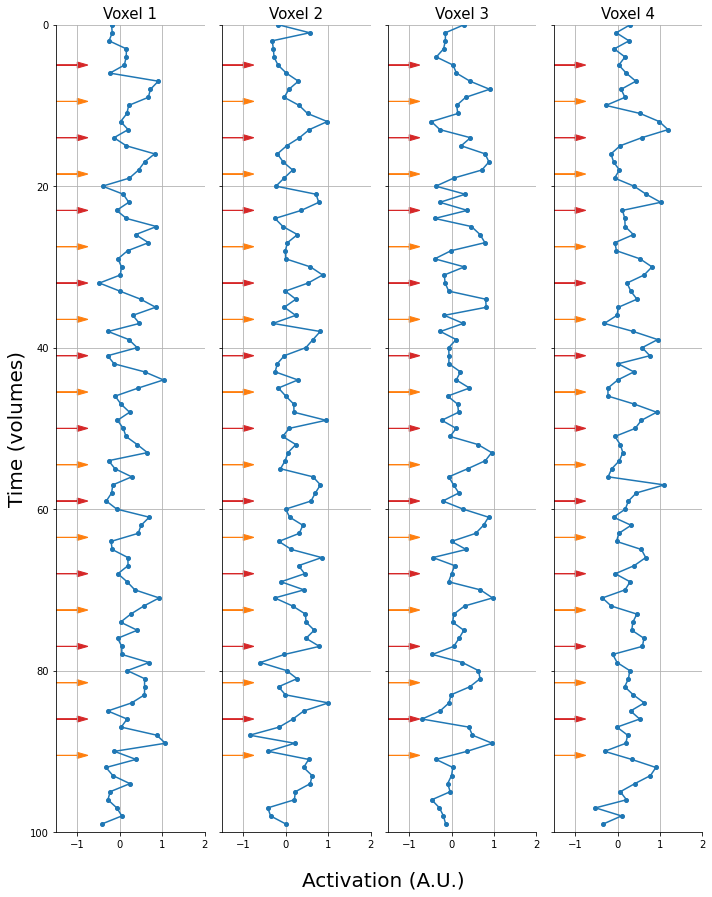 Voxel 1 Voxel 2 Voxel 3 Voxel 4
0
20
40
60
80
100
Time (volumes)
−1 0 1 2 −1 0 1 2 −1 0 1 2 −1 0 1 2
Activation (A.U.)